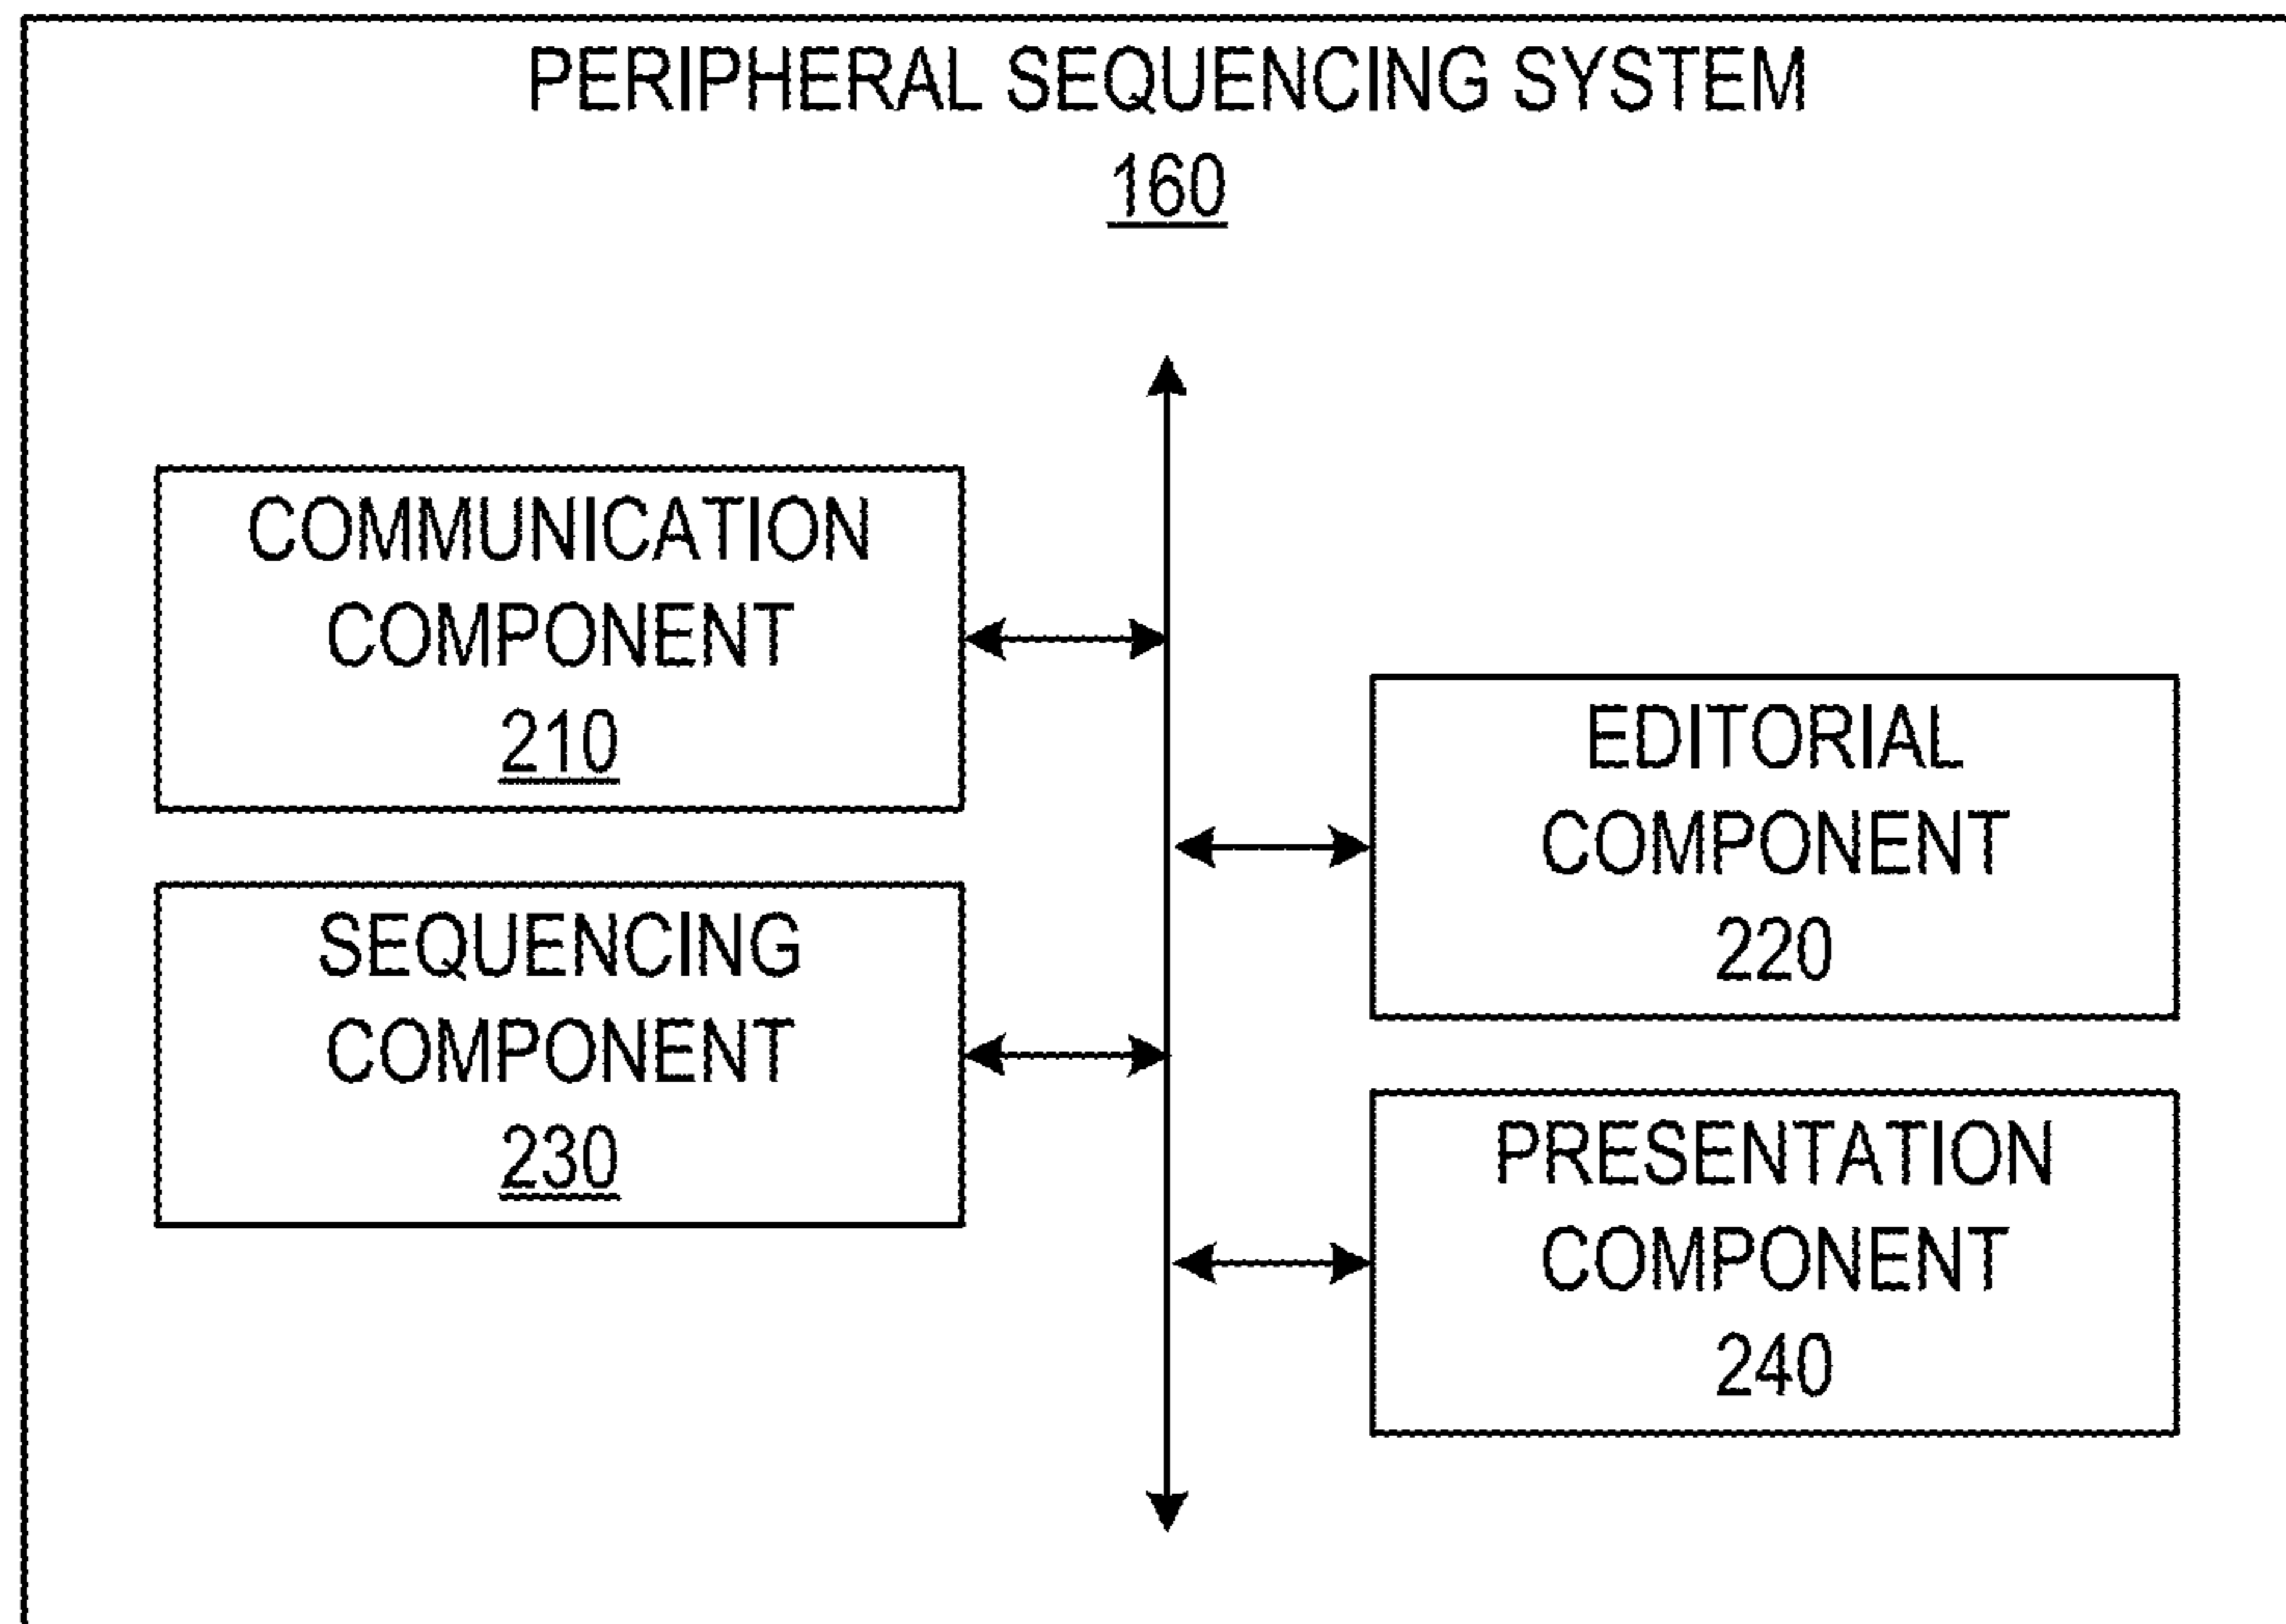 PERIPHERAL SEQUENCING SYSTEM
160
COMMUNICATION
COMPONENT
210
EDITORIAL
COMPONENT
220
SEQUENCING
COMPONENT
230
PRESENTATION
COMPONENT
240